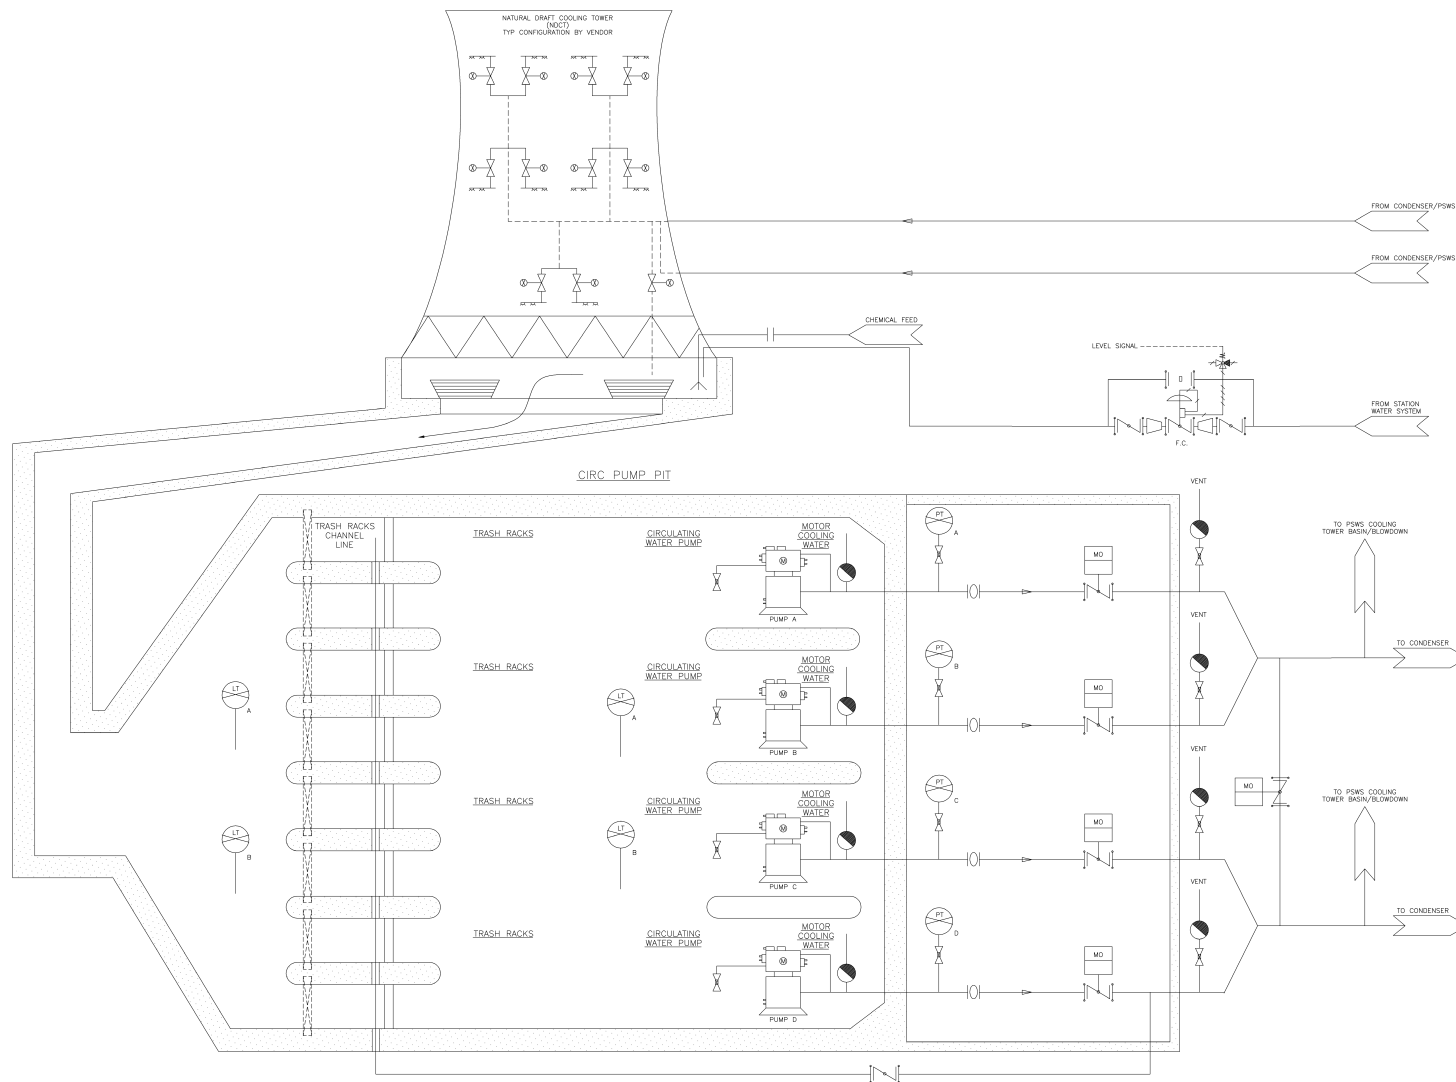 NATURAL DRAFT COOLING TOWER
(NDCT)
TYP CONFIGURATION BY VENDOR
FROM CONDENSER/PSWS
FROM CONDENSER/PSWS
CHEMICAL FEED
LEVEL SIGNAL
FROM STATION
WATER SYSTEM
F.C.
CIRC PUMP PIT
TRASH RACKS
CHANNEL
LINE
TRASH RACKS
CIRCULATING
WATER PUMP
MOTOR
COOLING
WATER
M
PUMP A
PT
A
MO
VENT
TO PSWS COOLING
TOWER BASIN/BLOWDOWN
TO CONDENSER
TRASH RACKS
CIRCULATING
WATER PUMP
MOTOR
COOLING
WATER
M
PUMP B
PT
B
MO
VENT
LT
A
LT
A
TRASH RACKS
CIRCULATING
WATER PUMP
MOTOR
COOLING
WATER
M
PUMP C
PT
C
MO
VENT
MO
TO PSWS COOLING
TOWER BASIN/BLOWDOWN
TO CONDENSER
LT
B
LT
B
TRASH RACKS
CIRCULATING
WATER PUMP
MOTOR
COOLING
WATER
M
PUMP D
PT
D
MO
VENT